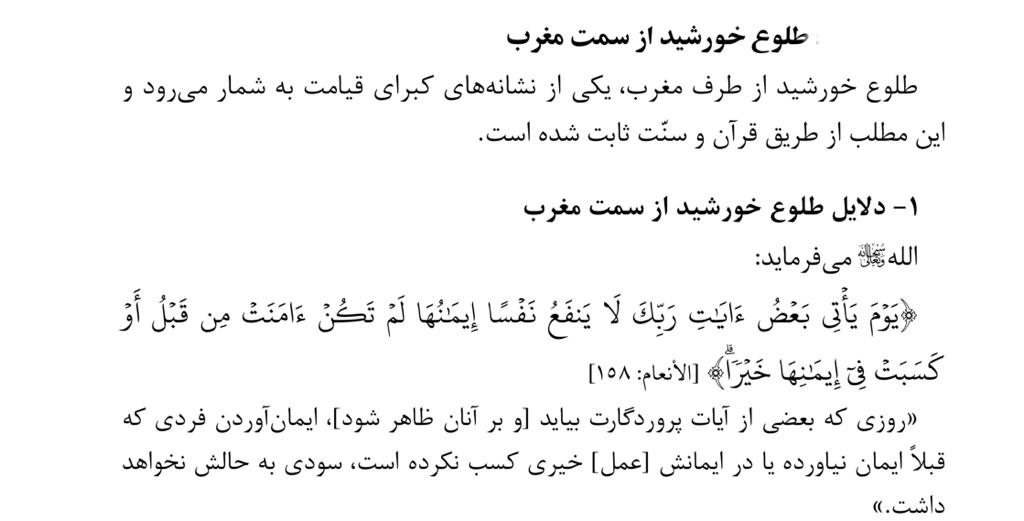 طلوع خورشید از سمت مغرب
طلوع خورشید از طرف مغرب، یکی از نشانه‌های کبرای قیامت به شمار می‌رود و
این مطلب از طریق قرآن و سنّت ثابت شده است.
۱- دلایل طلوع خورشید از سمت مغرب
الله ﷾ می‌فرماید:
﴿يَوۡمَ يَأۡتِي بَعۡضُ ءَايَٰتِ رَبِّكَ لَا يَنفَعُ نَفۡسًا إِيمَٰنُهَا لَمۡ تَكُنۡ ءَامَنَتۡ مِن قَبۡلُ أَوۡ
كَسَبَتۡ فِيٓ إِيمَٰنِهَا خَيۡرٗاۗ﴾ [الأنعام: ۱۵۸]
«روزی که بعضی از آیات پروردگارت بیاید [و بر آنان ظاهر شود]، ایمان‌آوردن فردی که
قبلاً ایمان نیاورده یا در ایمانش [عمل] خیری کسب نکرده است، سودی به حالش نخواهد
داشت.»